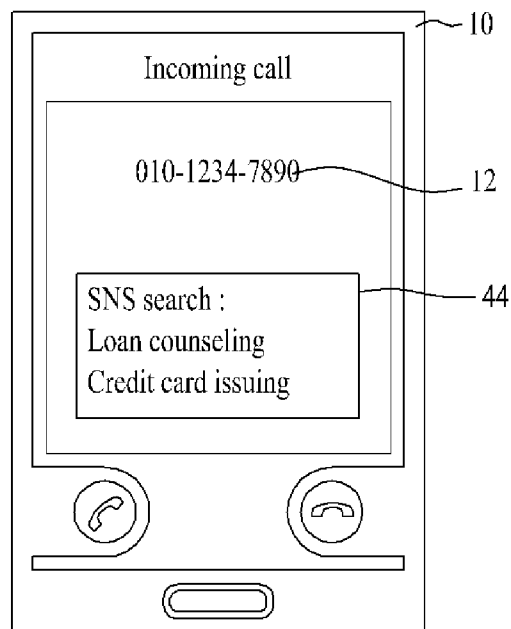 10
Incoming call
010-1234-7890
12
SNS search :
44
Loan counseling
Credit card issuing